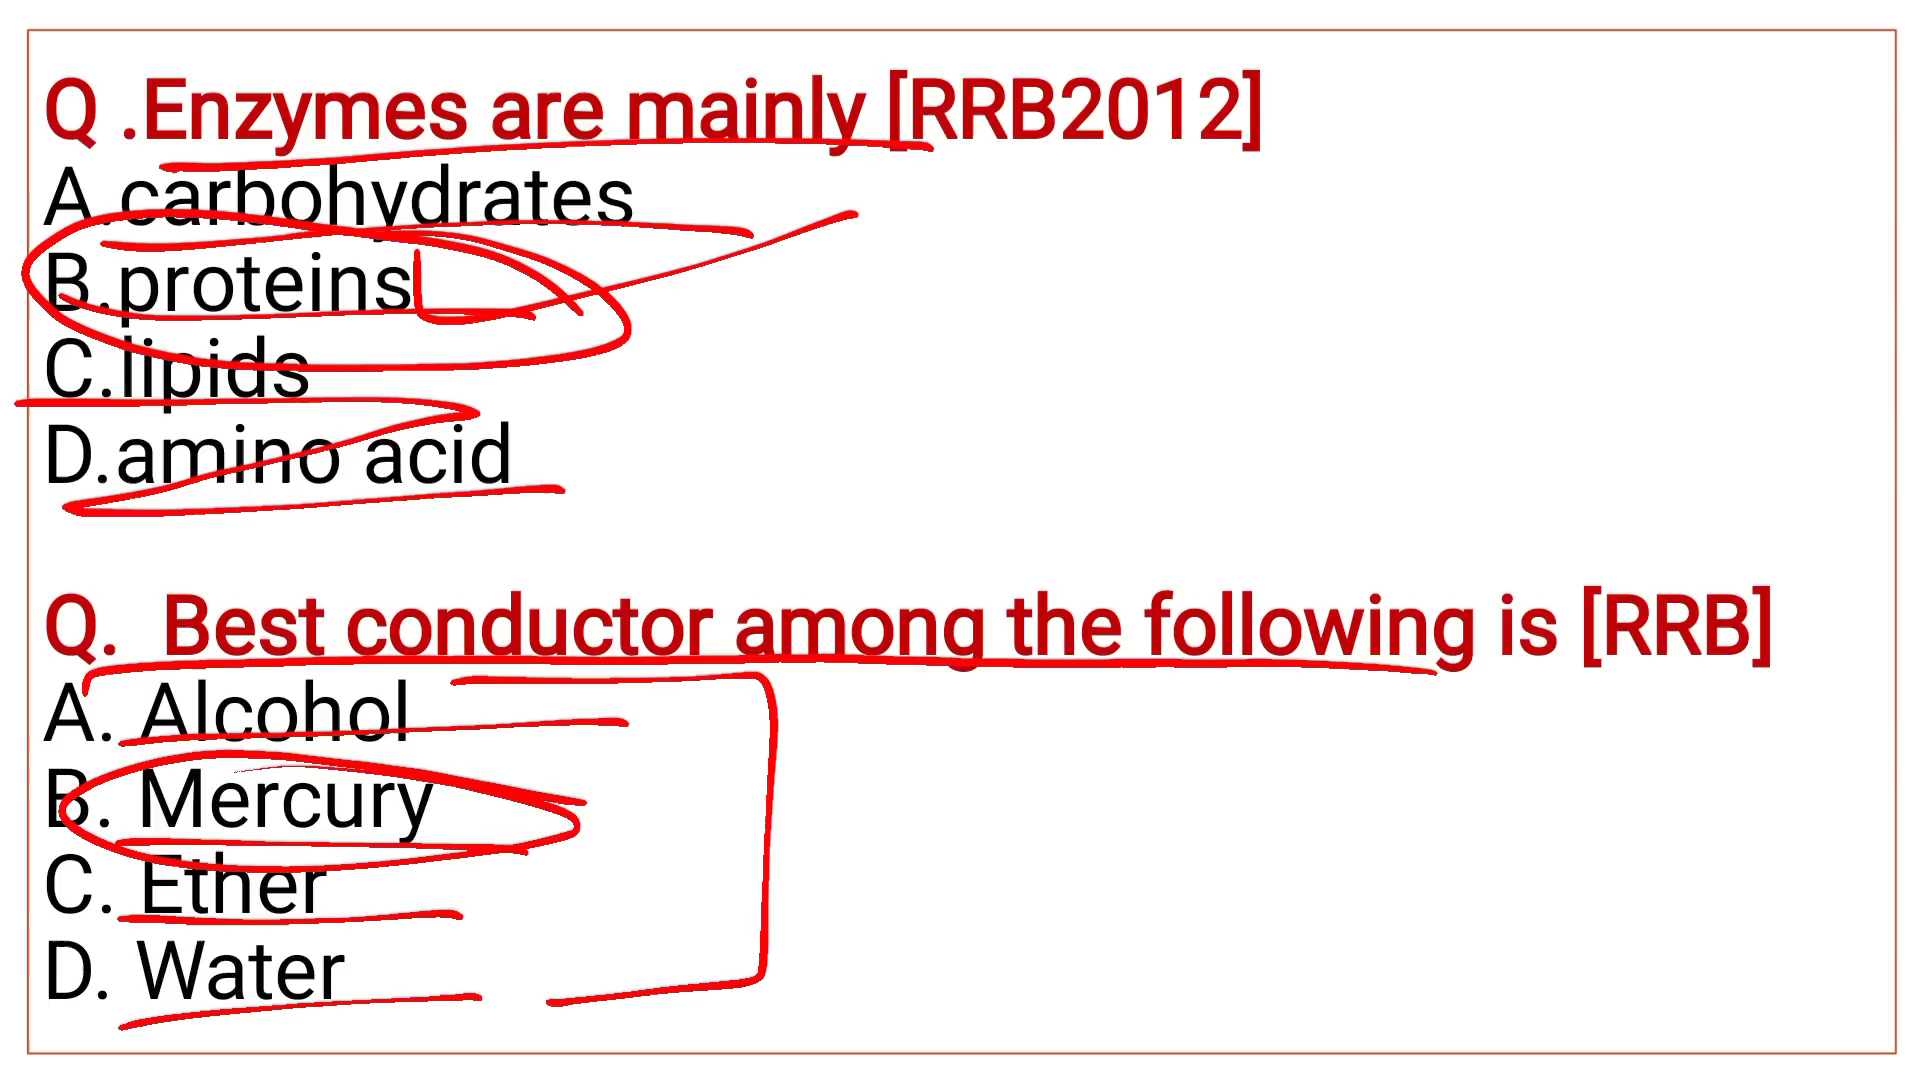 Q .Enzymes are mainly [RRB2012]
A.carbohydrates
B.proteins
C.lipids
D.amino acid
Q. Best conductor among the following is [RRB]
A. Alcohol
B. Mercury
C. Ether
D. Water